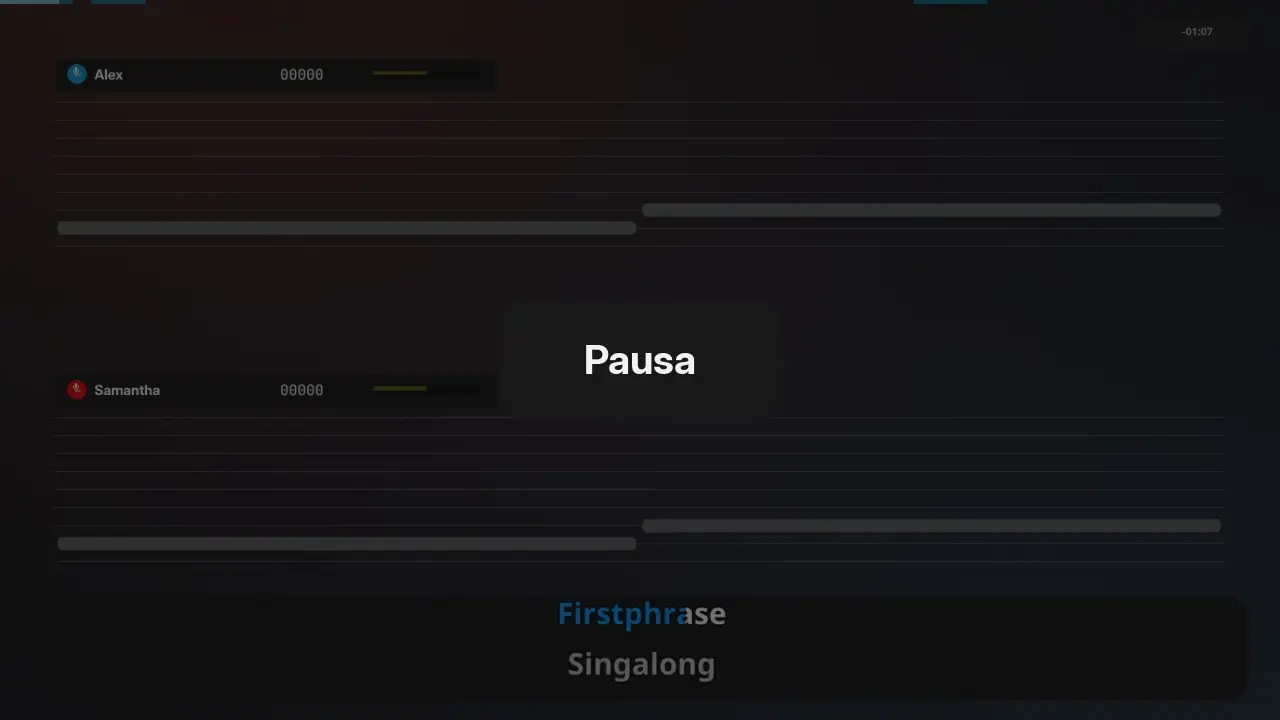 -01:07
Alex 00000
Pausa
Samantha 00000
Firstphrase
Singalong